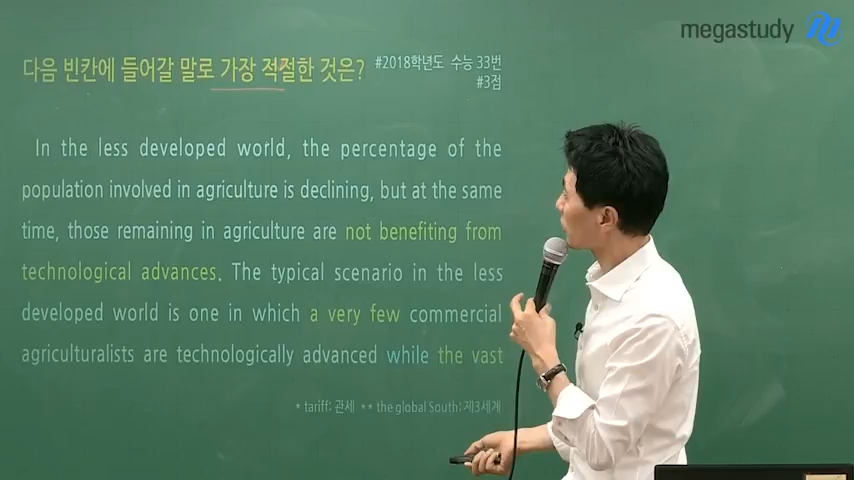 megastudy
다음 빈칸에 들어갈 말로 가장 적절한 것은? #2018학년도 수능 33번
#3점
In the less developed world, the percentage of the
population involved in agriculture is declining, but at the same
time, those remaining in agriculture are not benefiting from
technological advances. The typical scenario in the less
developed world is one in which a very few commercial
agriculturalists are technologically advanced while the vast
* tariff: 관세 ** the global South: 제3세계